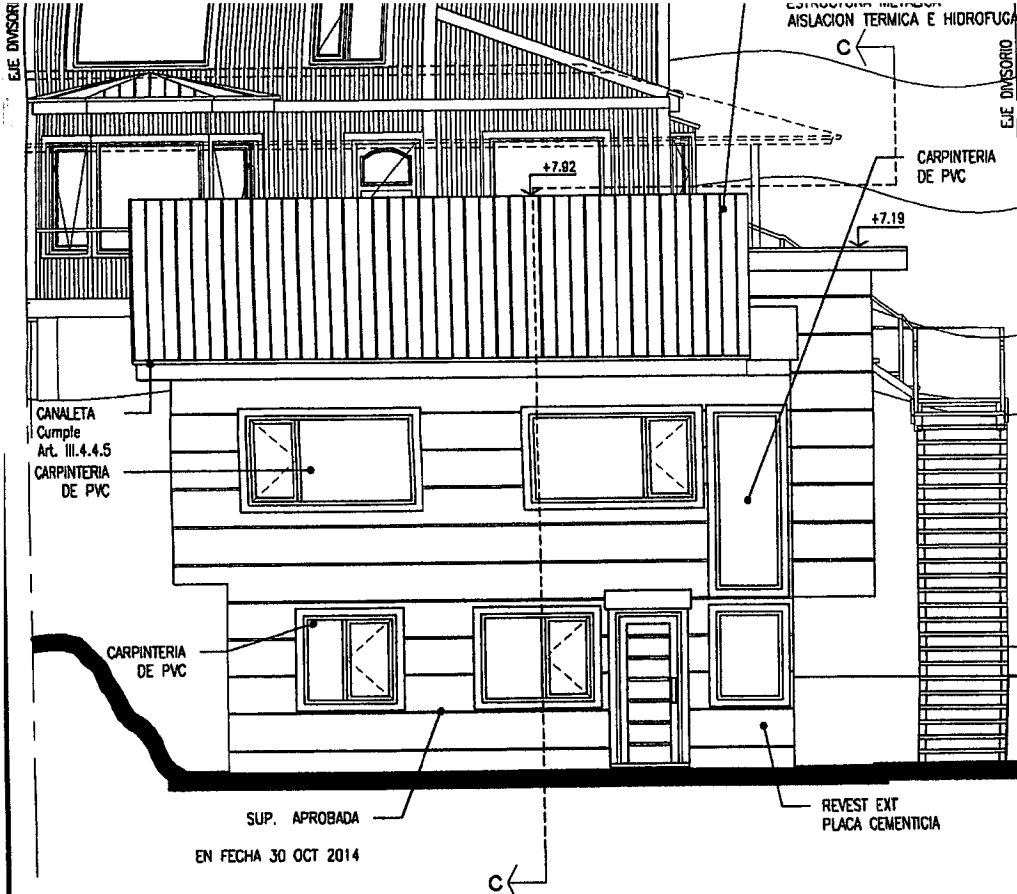 ESTRUCTURA METALICA
AISLACION TERMICA E HIDROFUGA
EJE DIVISORIO
C
EJE DIVISORIO
CARPINTERIA
DE PVC
+7.92
+7.19
CANALETA
Cumple
Art. III.4.4.5
CARPINTERIA
DE PVC
CARPINTERIA
DE PVC
SUP. APROBADA
EN FECHA 30 OCT 2014
REVEST EXT
PLACA CEMENTICIA
C